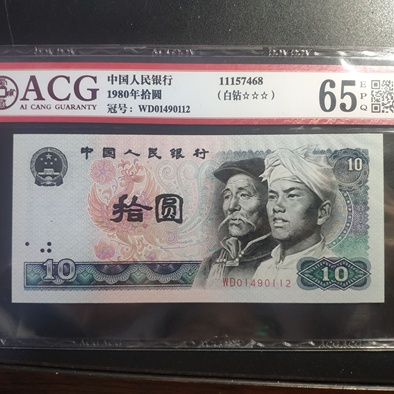 ACG
AI CANG GUARANTY
中国人民银行
1980年拾圆
冠号: WD01490112
11157468
(白钻☆☆☆)
65
EPQ
中国人民银行
10
拾圆
WD01490112
10
10